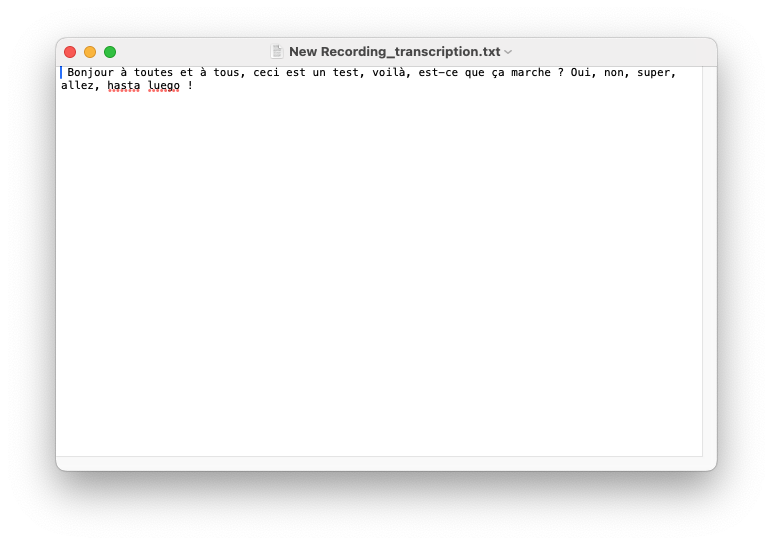 New Recording_transcription.txt
Bonjour à toutes et à tous, ceci est un test, voilà, est-ce que ça marche ? Oui, non, super,
allez, hasta luego !